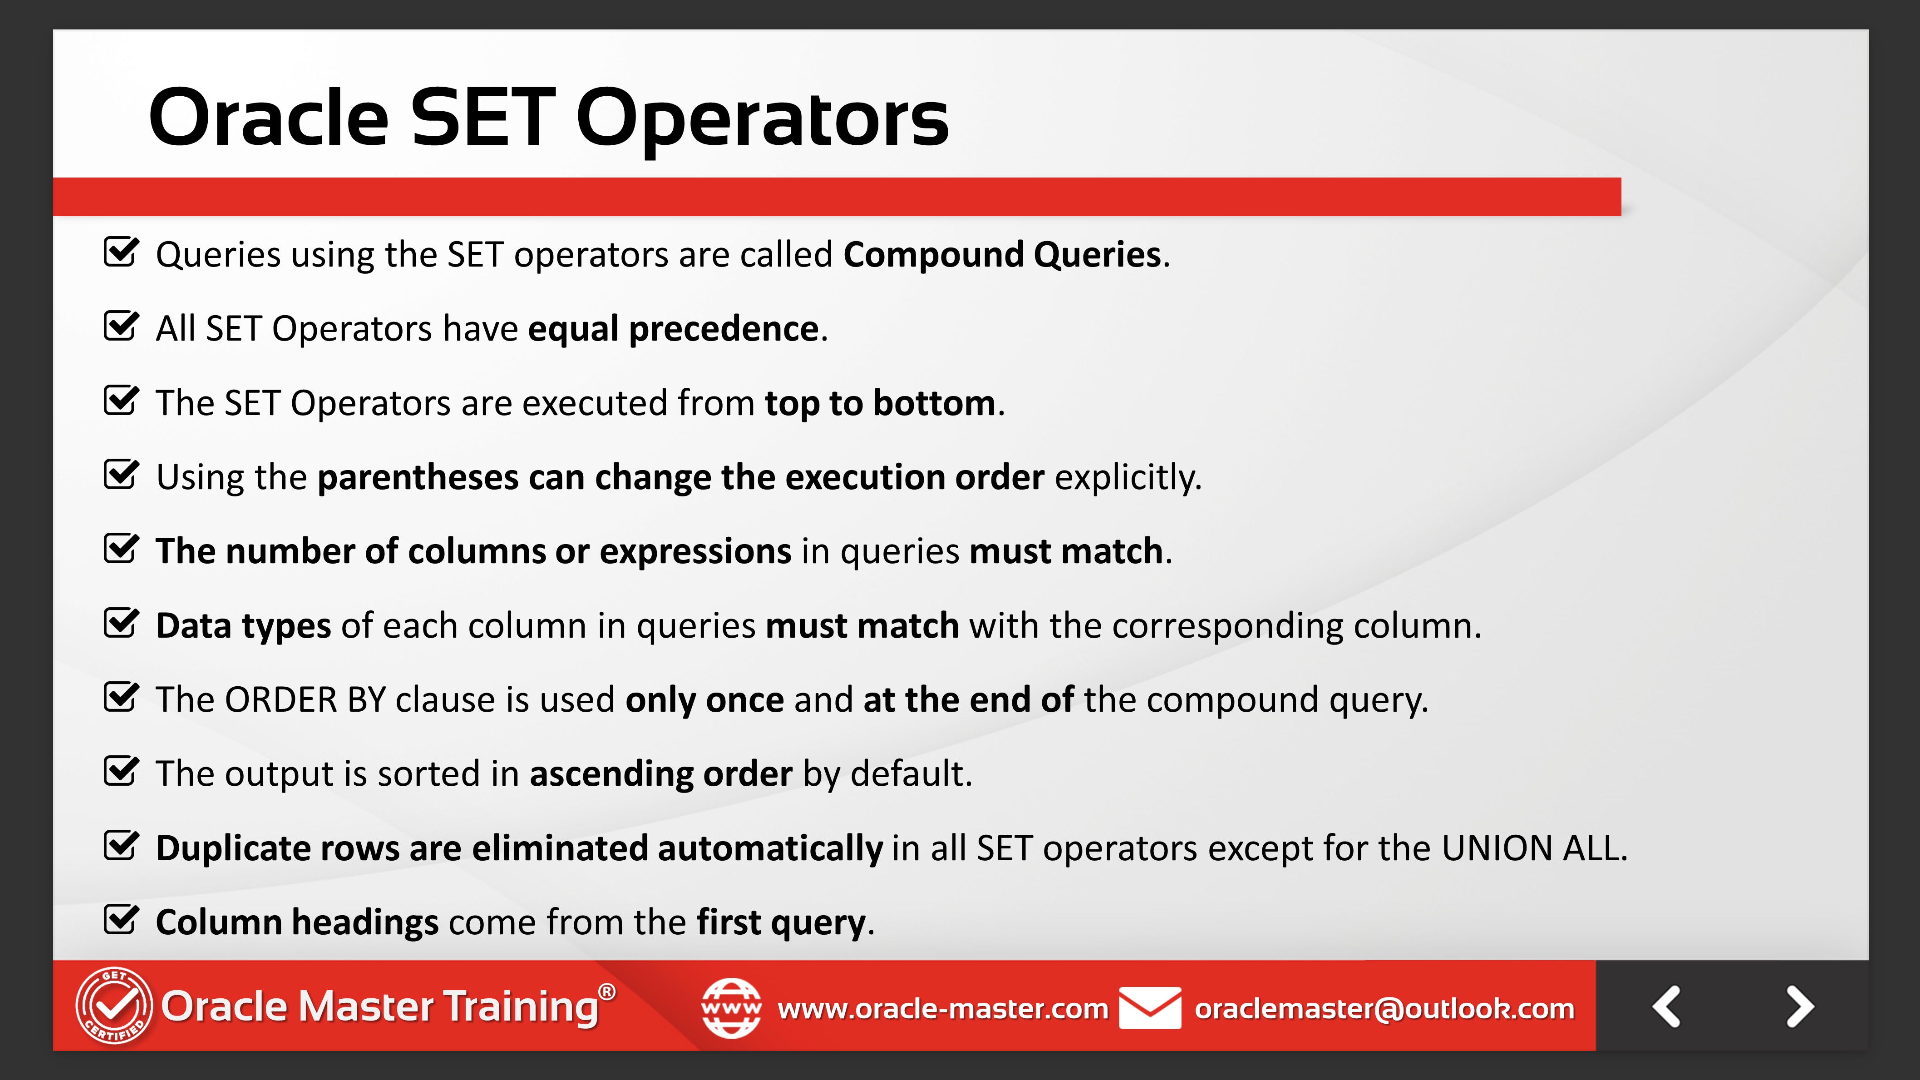 Oracle SET Operators
Queries using the SET operators are called Compound Queries.
All SET Operators have equal precedence.
The SET Operators are executed from top to bottom.
Using the parentheses can change the execution order explicitly.
The number of columns or expressions in queries must match.
Data types of each column in queries must match with the corresponding column.
The ORDER BY clause is used only once and at the end of the compound query.
The output is sorted in ascending order by default.
Duplicate rows are eliminated automatically in all SET operators except for the UNION ALL.
Column headings come from the first query.
GET CERTIFIED
Oracle Master Training®
www
www.oracle-master.com
oraclemaster@outlook.com